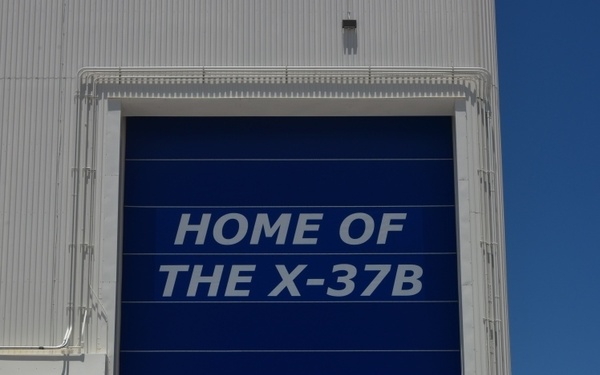 HOME OF
THE X-37B